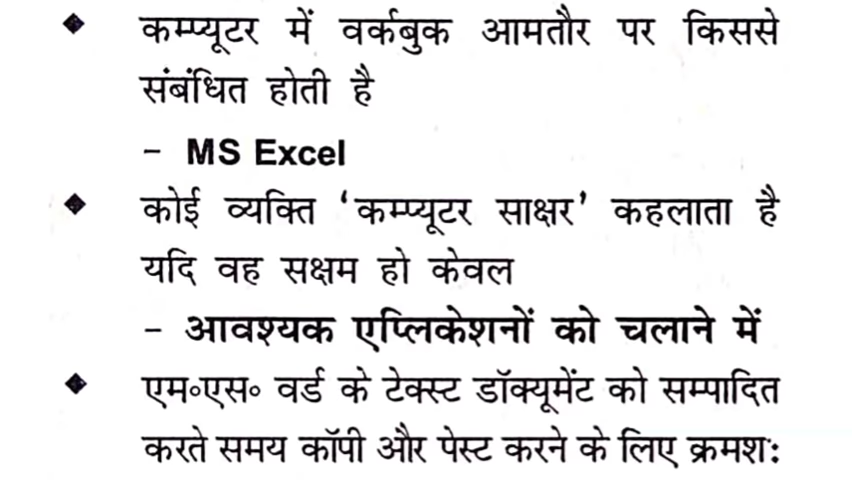 ◆ कम्प्यूटर में वर्कबुक आमतौर पर किससे
संबंधित होती है
– MS Excel
◆ कोई व्यक्ति 'कम्प्यूटर साक्षर' कहलाता है
यदि वह सक्षम हो केवल
– आवश्यक एप्लिकेशनों को चलाने में
◆ एम॰एस॰ वर्ड के टेक्स्ट डॉक्यूमेंट को सम्पादित
करते समय कॉपी और पेस्ट करने के लिए क्रमशः